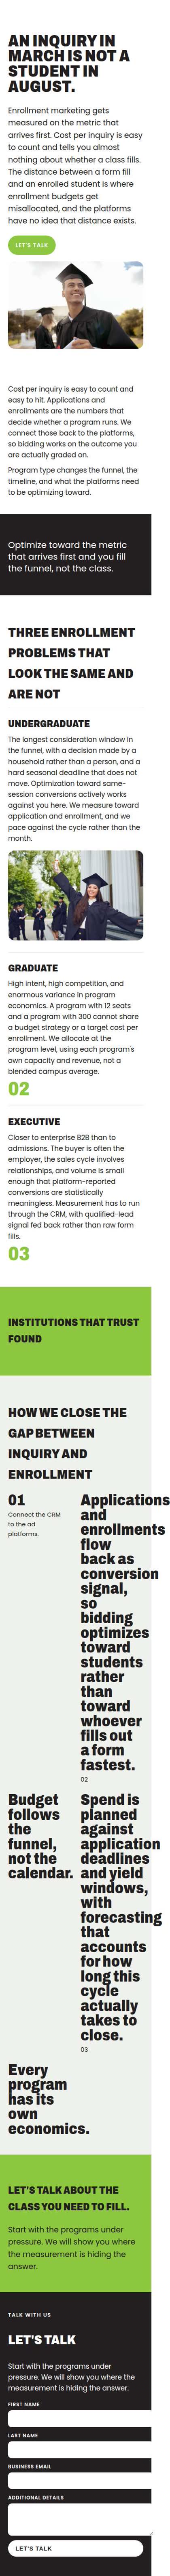 AN INQUIRY IN
MARCH IS NOT A
STUDENT IN
AUGUST.
Enrollment marketing gets
measured on the metric that
arrives first. Cost per inquiry is easy
to count and tells you almost
nothing about whether a class fills.
The distance between a form fill
and an enrolled student is where
enrollment budgets get
misallocated, and the platforms
have no idea that distance exists.
LET'S TALK
Cost per inquiry is easy to count and
easy to hit. Applications and
enrollments are the numbers that
decide whether a program runs. We
connect those back to the platforms,
so bidding works on the outcome you
are actually graded on.
Program type changes the funnel, the
timeline, and what the platforms need
to be optimizing toward.
Optimize toward the metric
that arrives first and you fill
the funnel, not the class.
THREE ENROLLMENT
PROBLEMS THAT
LOOK THE SAME AND
ARE NOT
UNDERGRADUATE
The longest consideration window in
the funnel, with a decision made by a
household rather than a person, and a
hard seasonal deadline that does not
move. Optimization toward same-
session conversions actively works
against you here. We measure toward
application and enrollment, and we
pace against the cycle rather than the
month.
GRADUATE
High intent, high competition, and
enormous variance in program
economics. A program with 12 seats
and a program with 300 cannot share
a budget strategy or a target cost per
enrollment. We allocate at the
program level, using each program's
own capacity and revenue, not a
blended campus average.
02
EXECUTIVE
Closer to enterprise B2B than to
admissions. The buyer is often the
employer, the sales cycle involves
relationships, and volume is small
enough that platform-reported
conversions are statistically
meaningless. Measurement has to run
through the CRM, with qualified-lead
signal fed back rather than raw form
fills.
03
INSTITUTIONS THAT TRUST
FOUND
HOW WE CLOSE THE
GAP BETWEEN
INQUIRY AND
ENROLLMENT
01
Connect the CRM
to the ad
platforms.
Applications
and
enrollments
flow
back as
conversion
signal,
so
bidding
optimizes
toward
students
rather
than
toward
whoever
fills out
a form
fastest.
02
Budget
follows
the
funnel,
not the
calendar.
Spend is
planned
against
application
deadlines
and yield
windows,
with
forecasting
that
accounts
for how
long this
cycle
actually
takes to
close.
03
Every
program
has its
own
economics.
LET'S TALK ABOUT THE
CLASS YOU NEED TO FILL.
Start with the programs under
pressure. We will show you where
the measurement is hiding the
answer.
TALK WITH US
LET'S TALK
Start with the programs under
pressure. We will show you where the
measurement is hiding the answer.
FIRST NAME
LAST NAME
BUSINESS EMAIL
ADDITIONAL DETAILS
LET'S TALK